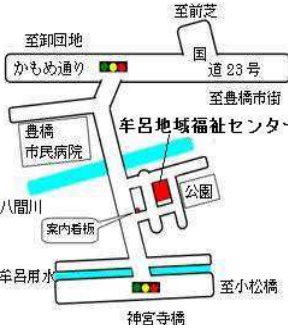 至前芝
至卸団地
国
かもめ通り
道23号
至豊橋市街
牟呂地域福祉センター
豊橋
市民病院
公園
八間川
案内看板
牟呂用水
至小松橋
神宮寺橋